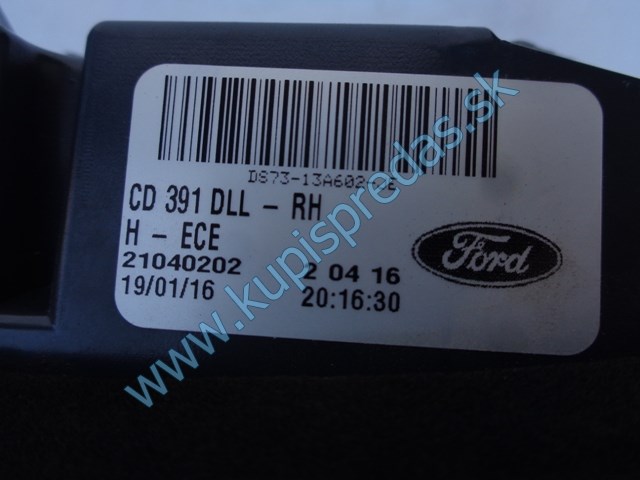 DS73-13A602-
CD 391 DLL - RH
H - ECE
21040202 2 04 16
19/01/16 20:16:30
Ford
www.kupispredas.sk